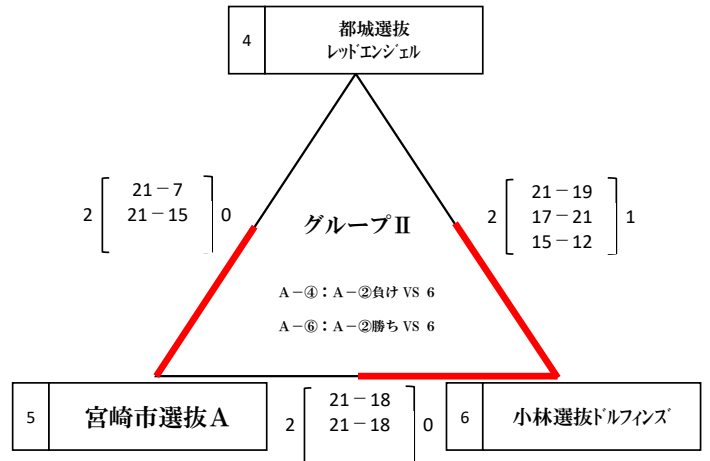 4
都城選抜
ﾚｯﾄﾞｴﾝｼﾞｪﾙ
2
21－7
21－15
0
2
21－19
17－21
15－12
1
グループⅡ
A－④：A－②負け VS 6
A－⑥：A－②勝ち VS 6
5
宮崎市選抜A
2
21－18
21－18
0
6
小林選抜ﾄﾞﾙﾌｨﾝｽﾞ